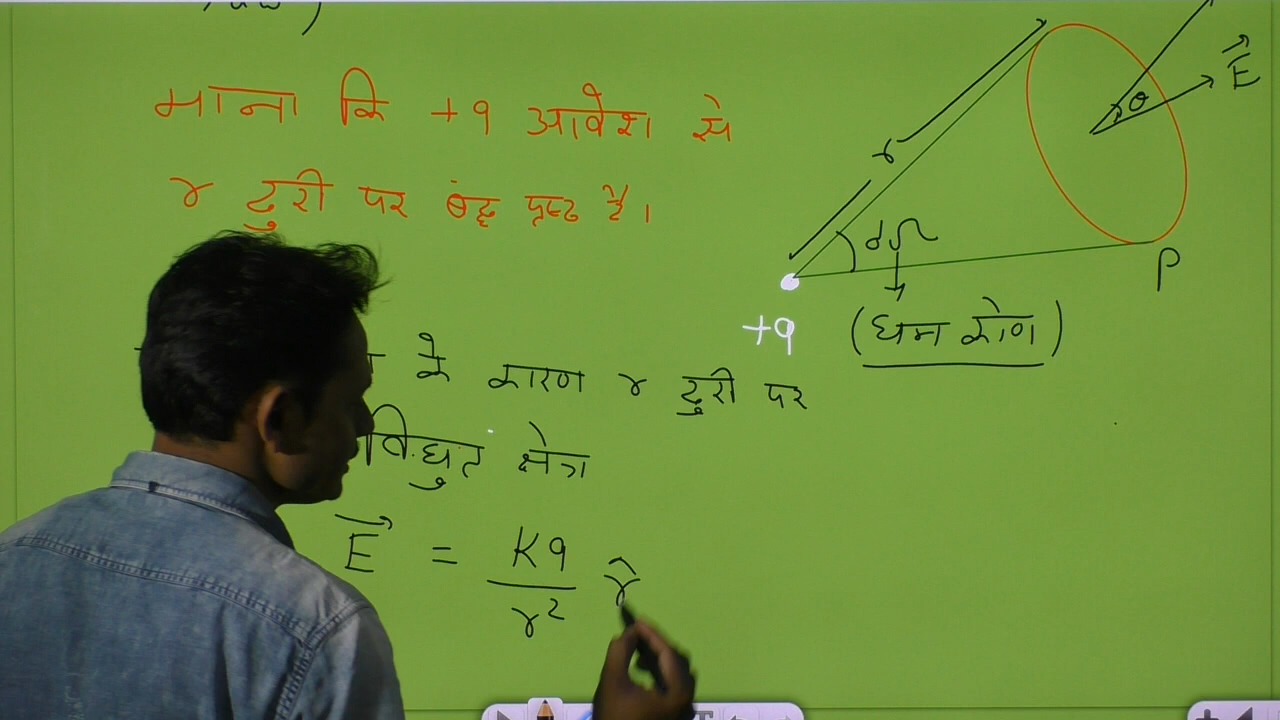 माना कि +q आवेश से
r दुरी पर बंद पृष्ट है।
के कारण r दुरी पर
विधुत क्षेत्र
E⃗ = Kq / r² r̂
r
dΩ
θ
E⃗
P
+q
(घन कोण)